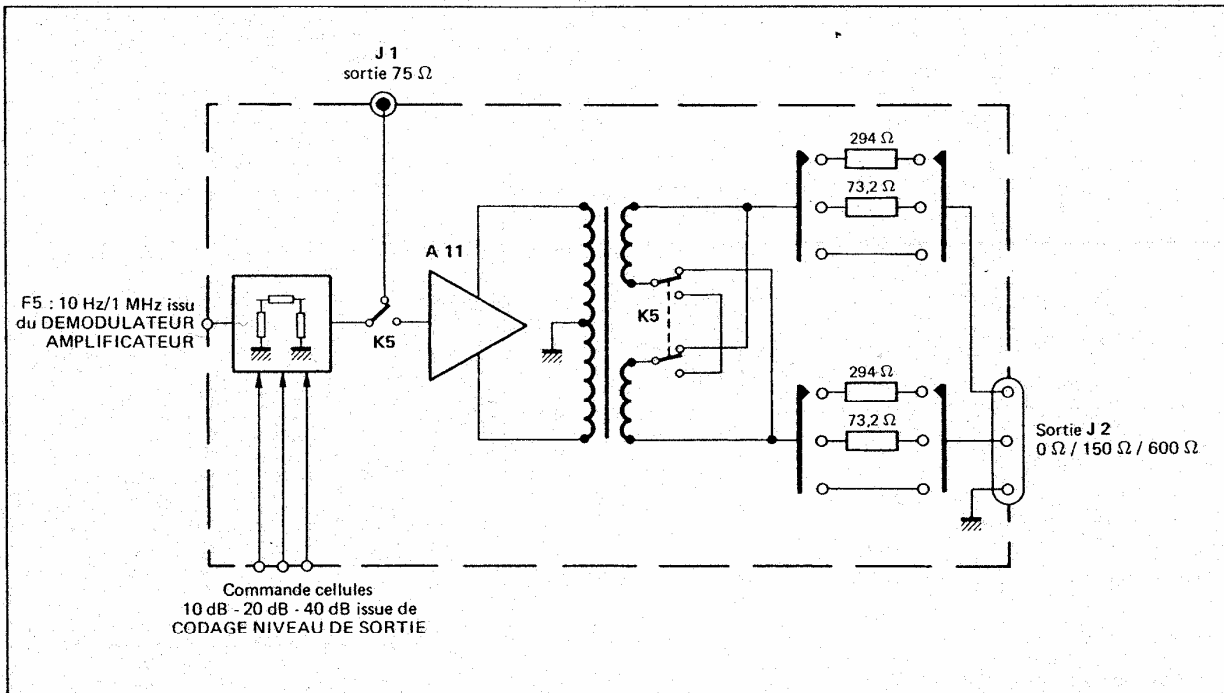 J 1
sortie 75 Ω
294 Ω
73,2 Ω
A 11
F5 : 10 Hz/1 MHz issu
du DEMODULATEUR
AMPLIFICATEUR
K5
K5
294 Ω
73,2 Ω
Sortie J 2
0 Ω / 150 Ω / 600 Ω
Commande cellules
10 dB - 20 dB - 40 dB issue de
CODAGE NIVEAU DE SORTIE